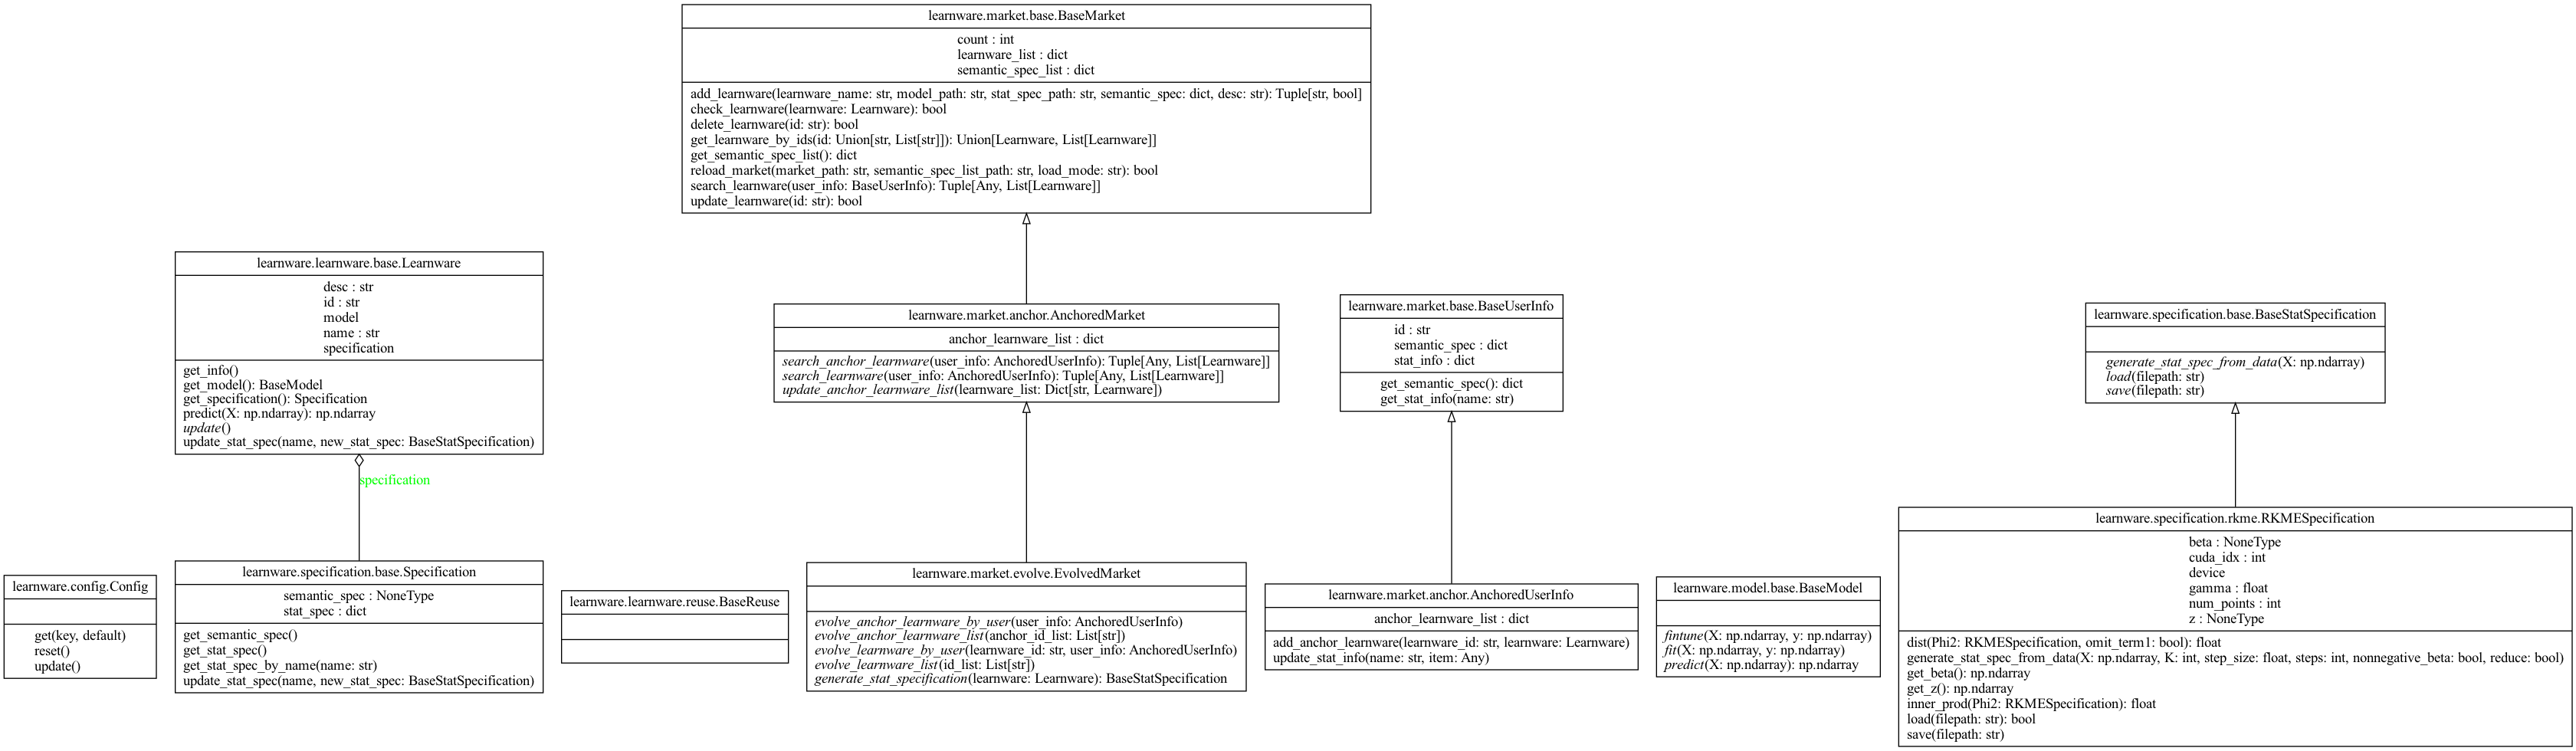 learnware.market.base.BaseMarket
count : int
learnware_list : dict
semantic_spec_list : dict
add_learnware(learnware_name: str, model_path: str, stat_spec_path: str, semantic_spec: dict, desc: str): Tuple[str, bool]
check_learnware(learnware: Learnware): bool
delete_learnware(id: str): bool
get_learnware_by_ids(id: Union[str, List[str]]): Union[Learnware, List[Learnware]]
get_semantic_spec_list(): dict
reload_market(market_path: str, semantic_spec_list_path: str, load_mode: str): bool
search_learnware(user_info: BaseUserInfo): Tuple[Any, List[Learnware]]
update_learnware(id: str): bool
learnware.learnware.base.Learnware
desc : str
id : str
model
name : str
specification
get_info()
get_model(): BaseModel
get_specification(): Specification
predict(X: np.ndarray): np.ndarray
update()
update_stat_spec(name, new_stat_spec: BaseStatSpecification)
learnware.market.anchor.AnchoredMarket
anchor_learnware_list : dict
search_anchor_learnware(user_info: AnchoredUserInfo): Tuple[Any, List[Learnware]]
search_learnware(user_info: AnchoredUserInfo): Tuple[Any, List[Learnware]]
update_anchor_learnware_list(learnware_list: Dict[str, Learnware])
learnware.market.base.BaseUserInfo
id : str
semantic_spec : dict
stat_info : dict
get_semantic_spec(): dict
get_stat_info(name: str)
learnware.specification.base.BaseStatSpecification
generate_stat_spec_from_data(X: np.ndarray)
load(filepath: str)
save(filepath: str)
specification
learnware.config.Config
get(key, default)
reset()
update()
learnware.specification.base.Specification
semantic_spec : NoneType
stat_spec : dict
get_semantic_spec()
get_stat_spec()
get_stat_spec_by_name(name: str)
update_stat_spec(name, new_stat_spec: BaseStatSpecification)
learnware.learnware.reuse.BaseReuse
learnware.market.evolve.EvolvedMarket
evolve_anchor_learnware_by_user(user_info: AnchoredUserInfo)
evolve_anchor_learnware_list(anchor_id_list: List[str])
evolve_learnware_by_user(learnware_id: str, user_info: AnchoredUserInfo)
evolve_learnware_list(id_list: List[str])
generate_stat_specification(learnware: Learnware): BaseStatSpecification
learnware.market.anchor.AnchoredUserInfo
anchor_learnware_list : dict
add_anchor_learnware(learnware_id: str, learnware: Learnware)
update_stat_info(name: str, item: Any)
learnware.model.base.BaseModel
fintune(X: np.ndarray, y: np.ndarray)
fit(X: np.ndarray, y: np.ndarray)
predict(X: np.ndarray): np.ndarray
learnware.specification.rkme.RKMESpecification
beta : NoneType
cuda_idx : int
device
gamma : float
num_points : int
z : NoneType
dist(Phi2: RKMESpecification, omit_term1: bool): float
generate_stat_spec_from_data(X: np.ndarray, K: int, step_size: float, steps: int, nonnegative_beta: bool, reduce: bool)
get_beta(): np.ndarray
get_z(): np.ndarray
inner_prod(Phi2: RKMESpecification): float
load(filepath: str): bool
save(filepath: str)